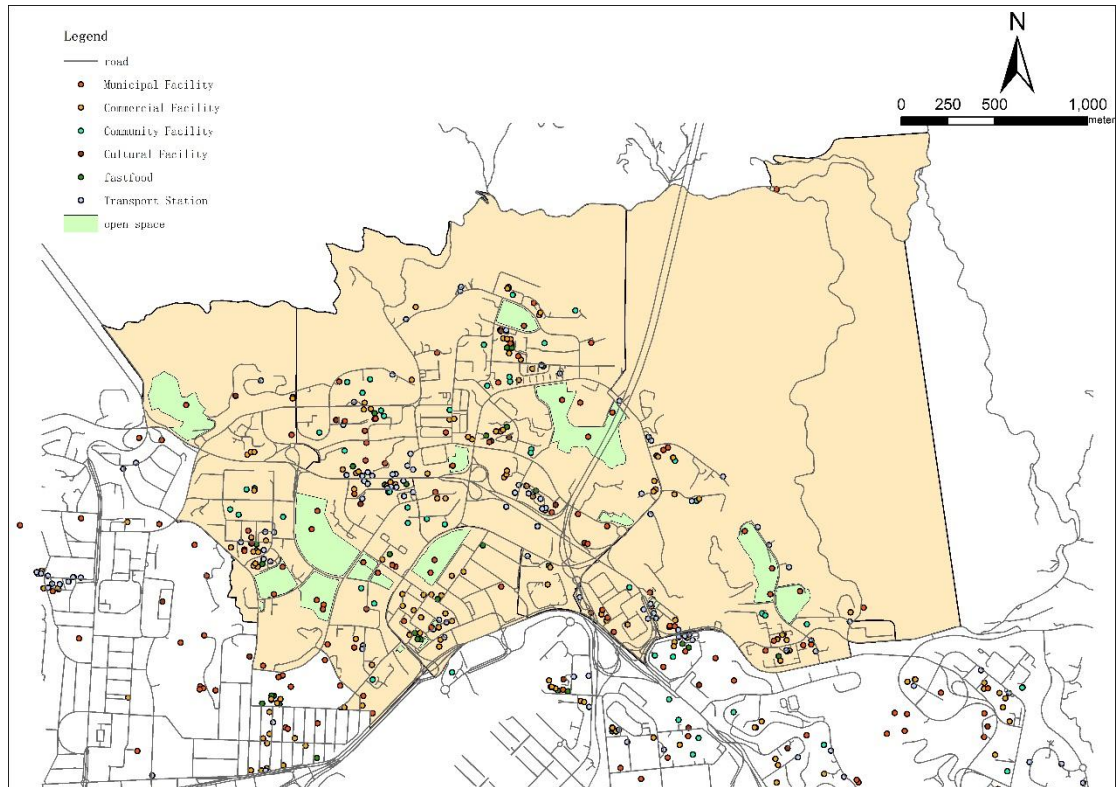 Legend
road
Municipal Facility
Commercial Facility
Community Facility
Cultural Facility
fastfood
Transport Station
open space
N
0 250 500 1,000
meter